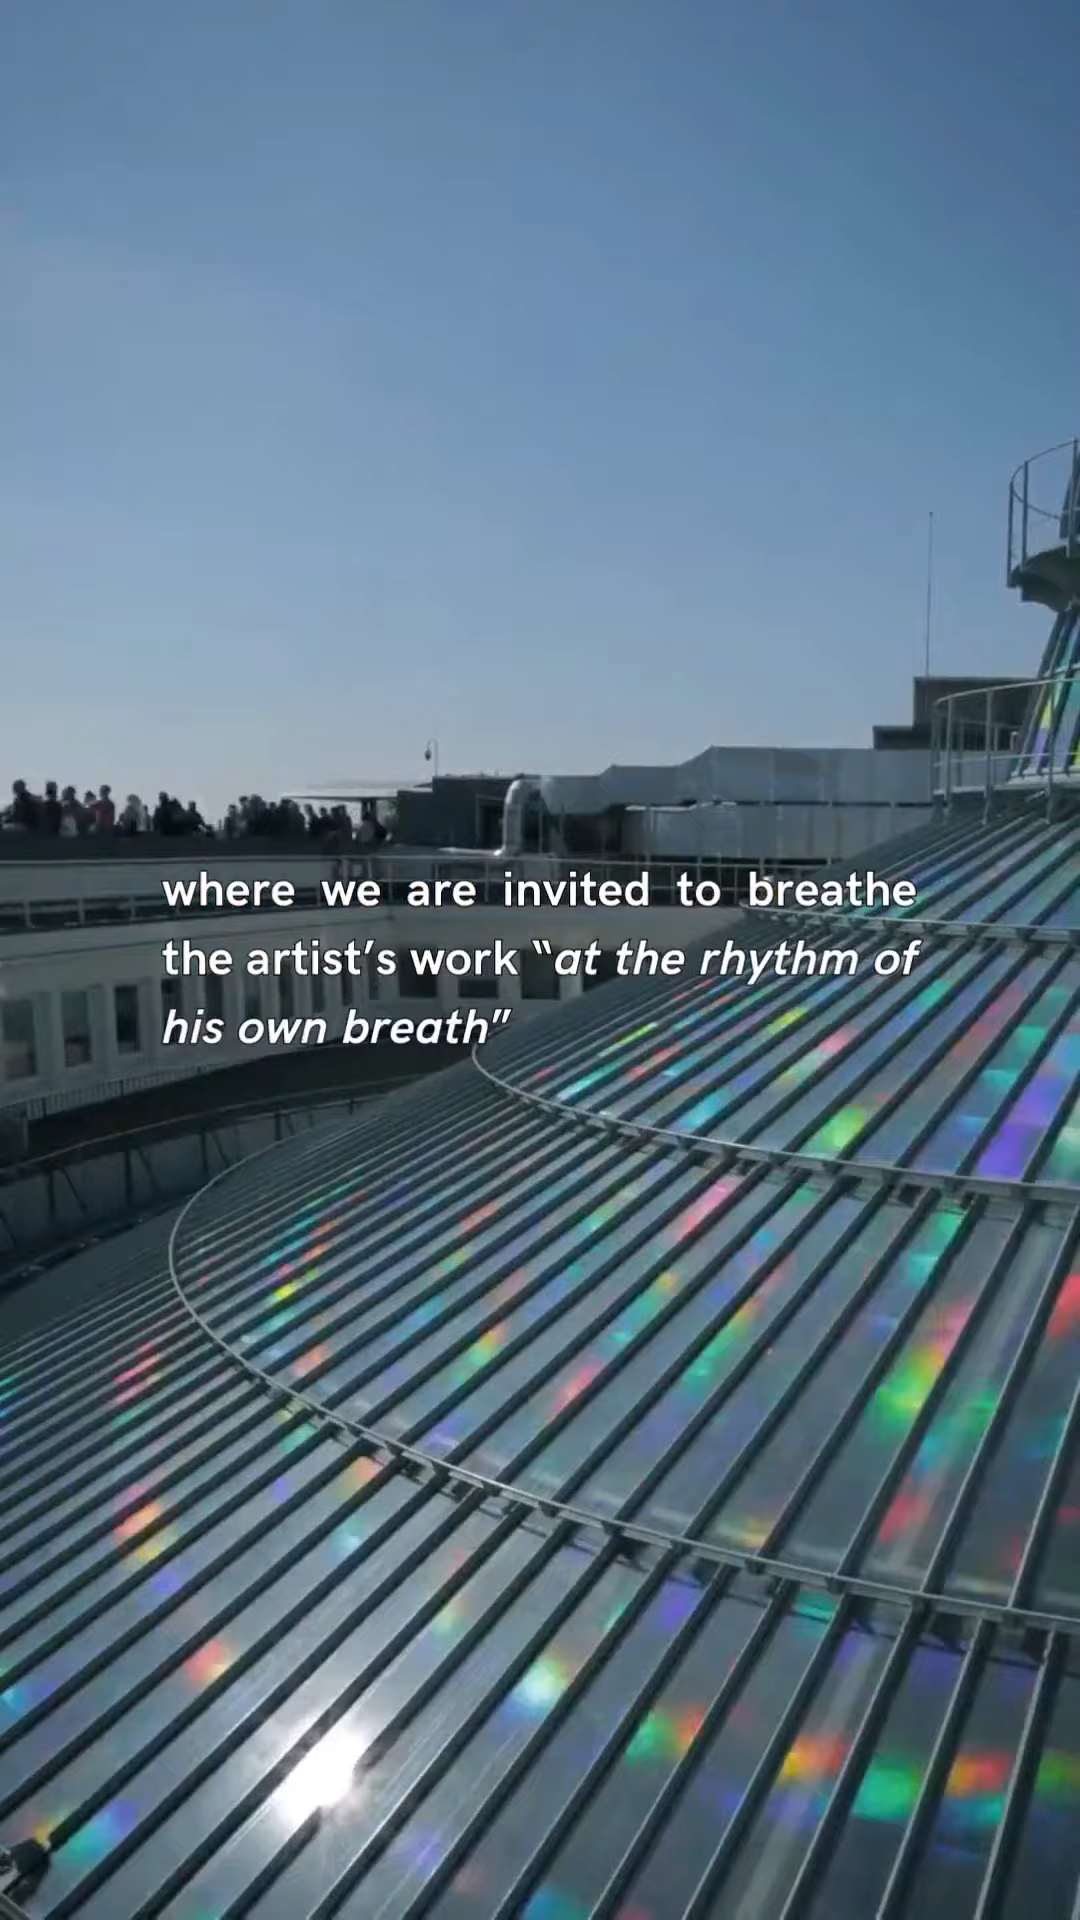 where we are invited to breathe
the artist’s work “at the rhythm of
his own breath”